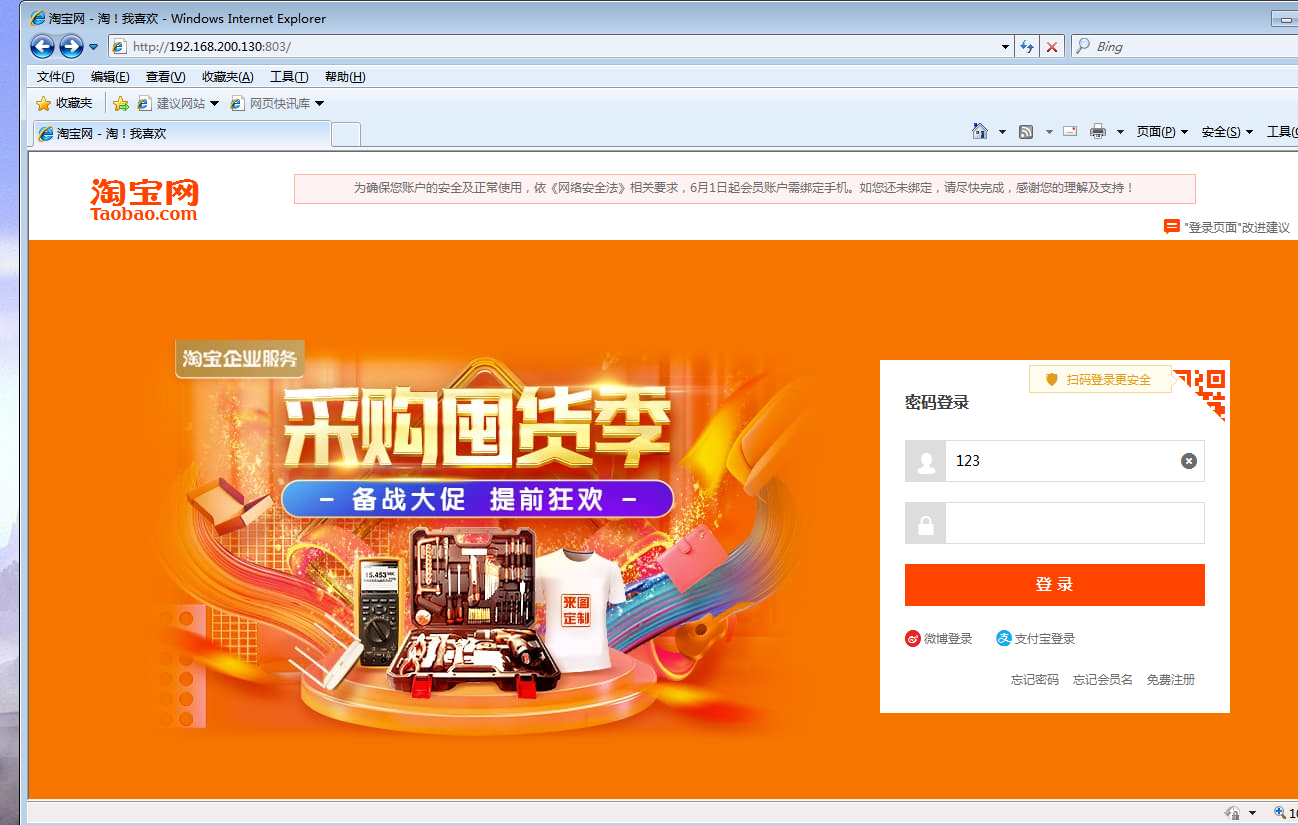 淘宝网 - 淘！我喜欢 - Windows Internet Explorer
http://192.168.200.130:803/
Bing
文件(F) 编辑(E) 查看(V) 收藏夹(A) 工具(T) 帮助(H)
收藏夹 建议网站 网页快讯库
淘宝网 - 淘！我喜欢
页面(P) 安全(S) 工具(O
淘宝网
Taobao.com
为确保您账户的安全及正常使用，依《网络安全法》相关要求，6月1日起会员账户需绑定手机。如您还未绑定，请尽快完成，感谢您的理解及支持！
"登录页面"改进建议
淘宝企业服务
采购囤货季
– 备战大促 提前狂欢 –
15.453
来图
定制
扫码登录更安全
密码登录
123
登 录
微博登录 支付宝登录
忘记密码 忘记会员名 免费注册
10